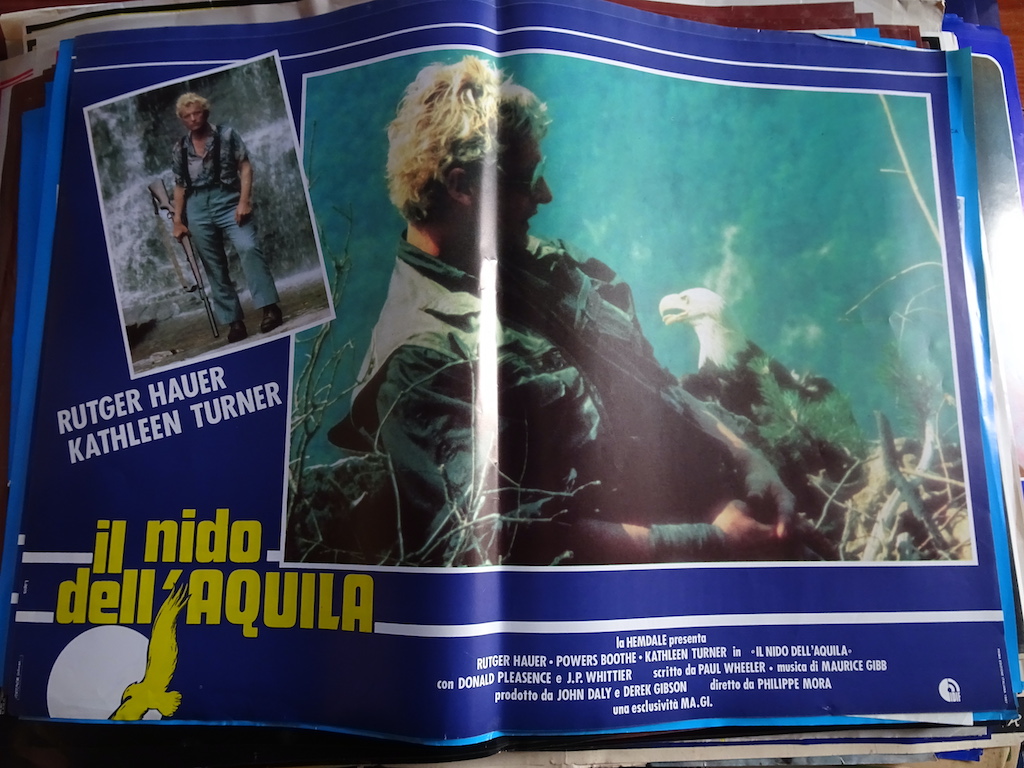 RUTGER HAUER
KATHLEEN TURNER
il nido
dell'AQUILA
la HEMDALE presenta
RUTGER HAUER • POWERS BOOTHE • KATHLEEN TURNER in «IL NIDO DELL'AQUILA»
con DONALD PLEASENCE e J.P. WHITTIER scritto da PAUL WHEELER • musica di MAURICE GIBB
prodotto da JOHN DALY e DEREK GIBSON diretto da PHILIPPE MORA
una esclusività MA.GI.